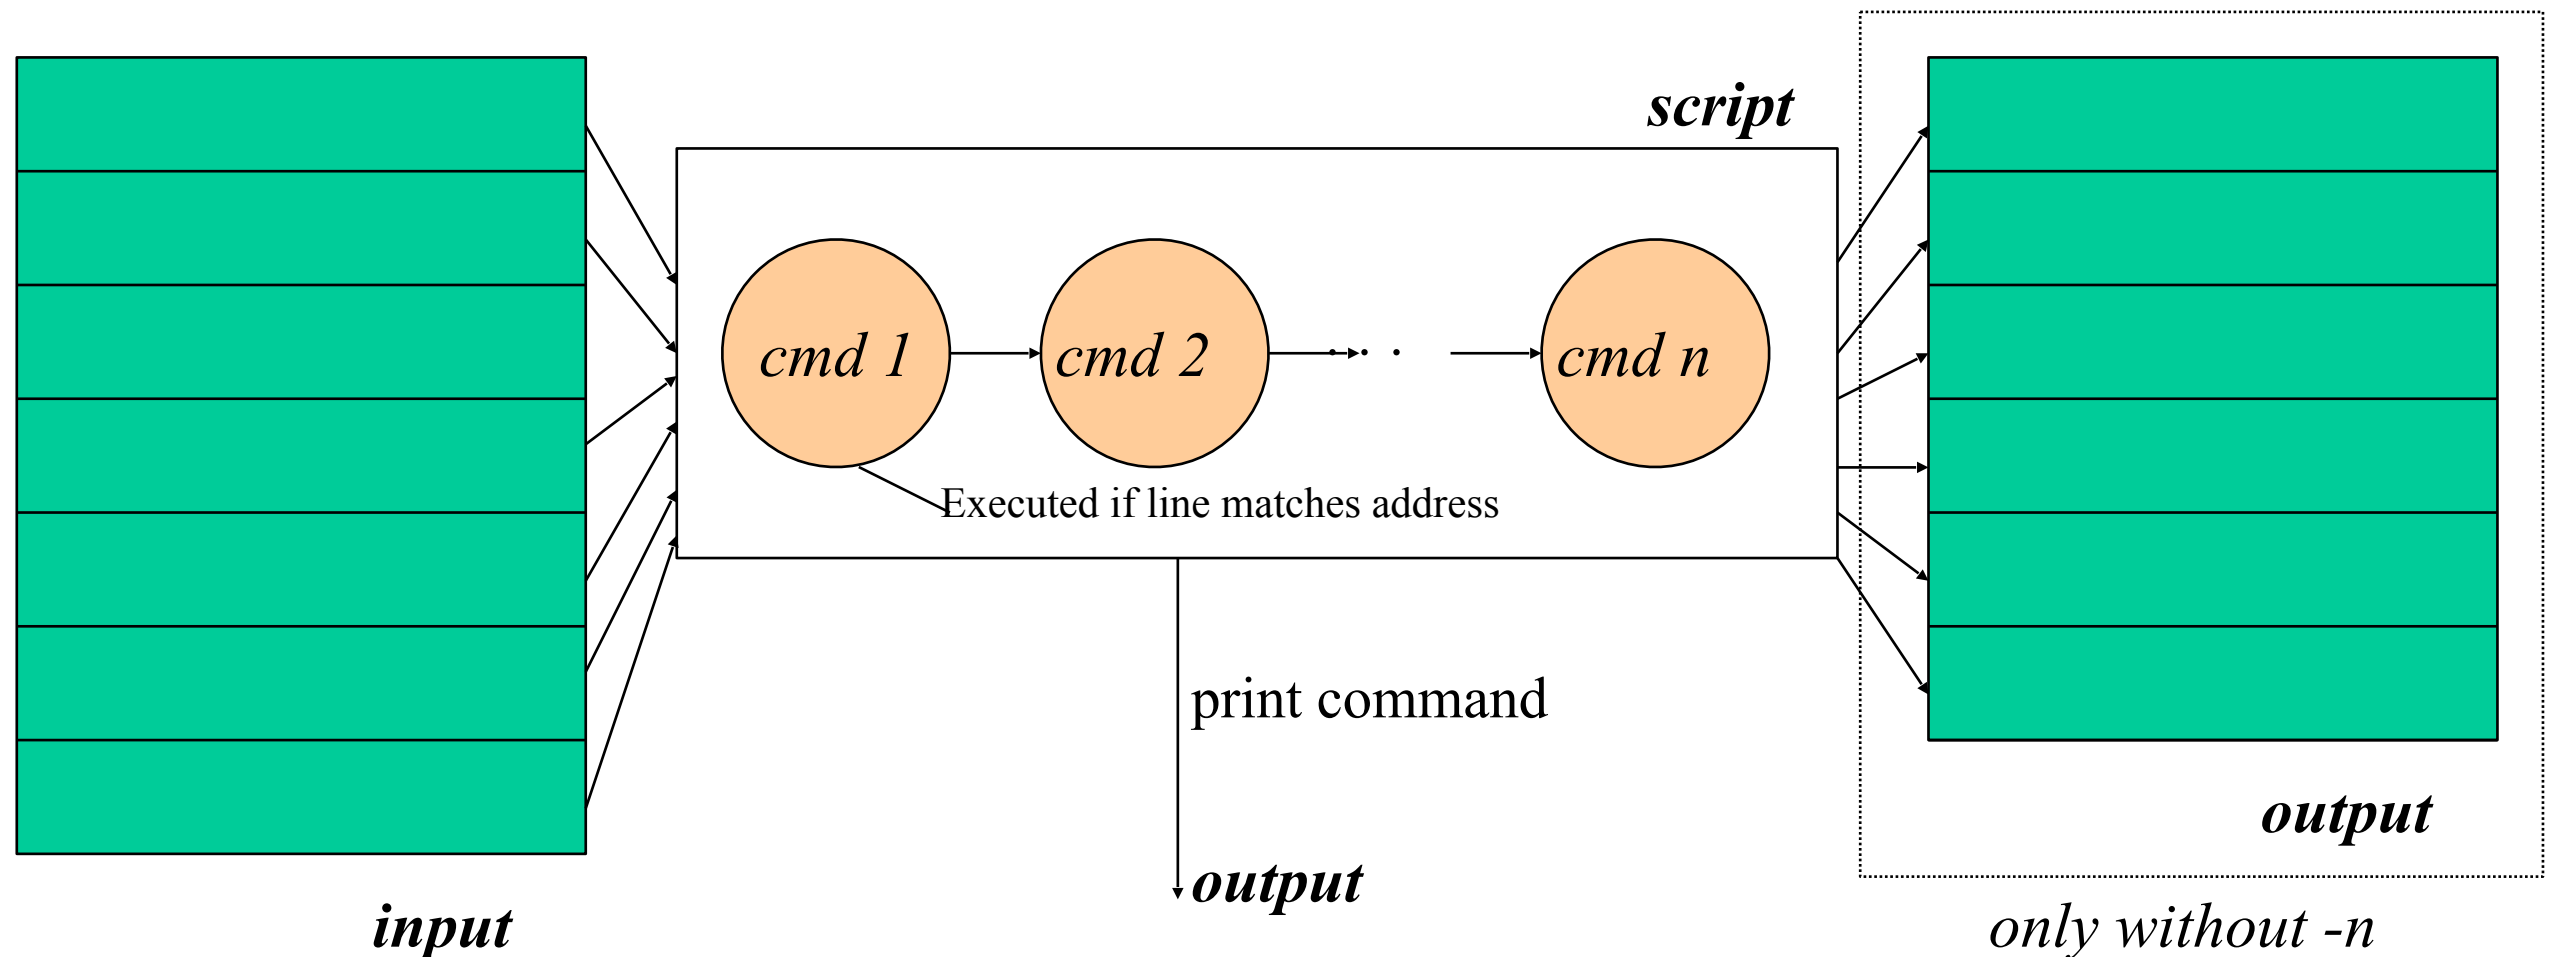 script
cmd 1
cmd 2
. . .
cmd n
Executed if line matches address
print command
output
output
input
only without -n